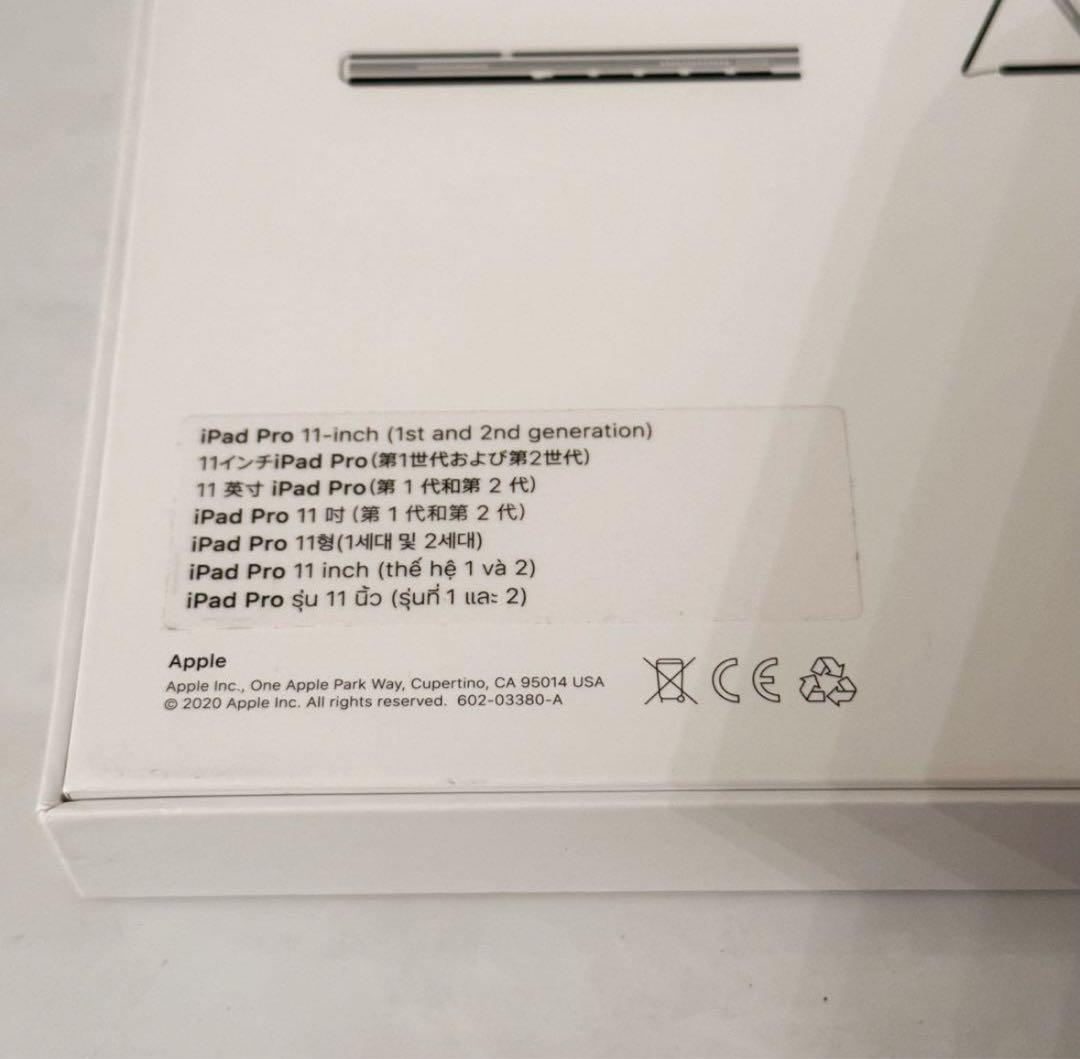 iPad Pro 11-inch (1st and 2nd generation)
11インチiPad Pro(第1世代および第2世代)
11 英寸 iPad Pro(第 1 代和第 2 代)
iPad Pro 11 吋 (第 1 代和第 2 代)
iPad Pro 11형(1세대 및 2세대)
iPad Pro 11 inch (thế hệ 1 và 2)
iPad Pro รุ่น 11 นิ้ว (รุ่นที่ 1 และ 2)
Apple
Apple Inc., One Apple Park Way, Cupertino, CA 95014 USA
© 2020 Apple Inc. All rights reserved. 602-03380-A
CE